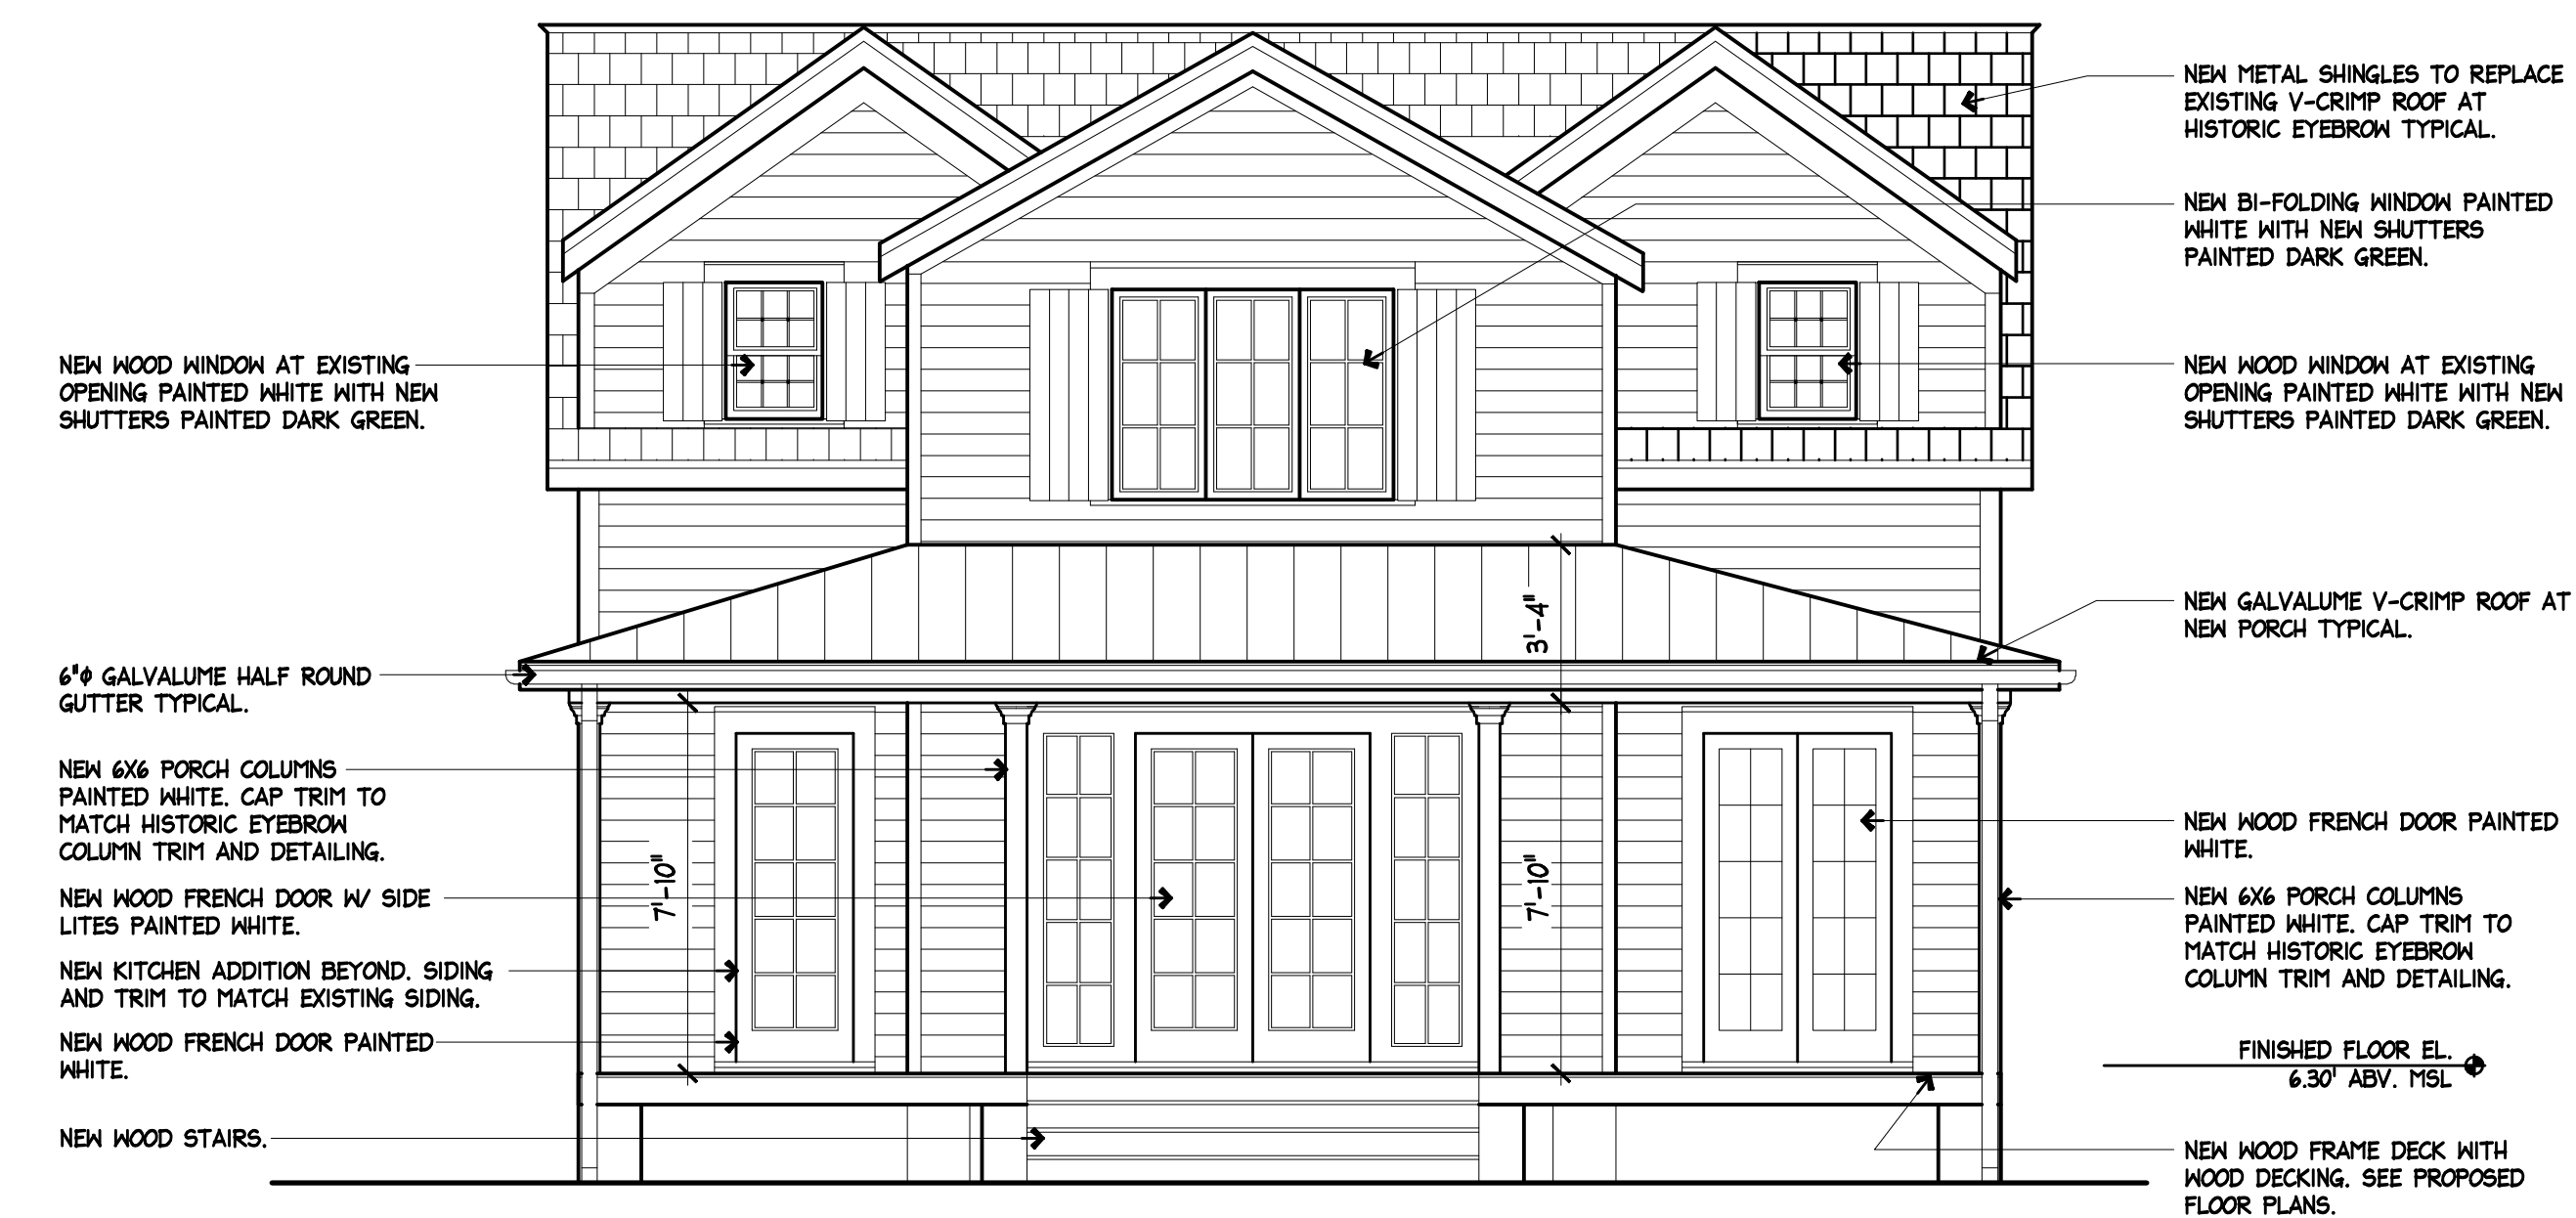 NEW METAL SHINGLES TO REPLACE
EXISTING V-CRIMP ROOF AT
HISTORIC EYEBROW TYPICAL.
NEW BI-FOLDING WINDOW PAINTED
WHITE WITH NEW SHUTTERS
PAINTED DARK GREEN.
NEW WOOD WINDOW AT EXISTING
OPENING PAINTED WHITE WITH NEW
SHUTTERS PAINTED DARK GREEN.
NEW WOOD WINDOW AT EXISTING
OPENING PAINTED WHITE WITH NEW
SHUTTERS PAINTED DARK GREEN.
3'-4"
NEW GALVALUME V-CRIMP ROOF AT
NEW PORCH TYPICAL.
6"ϕ GALVALUME HALF ROUND
GUTTER TYPICAL.
NEW 6X6 PORCH COLUMNS
PAINTED WHITE. CAP TRIM TO
MATCH HISTORIC EYEBROW
COLUMN TRIM AND DETAILING.
NEW WOOD FRENCH DOOR W/ SIDE
LITES PAINTED WHITE.
NEW KITCHEN ADDITION BEYOND. SIDING
AND TRIM TO MATCH EXISTING SIDING.
NEW WOOD FRENCH DOOR PAINTED
WHITE.
NEW WOOD STAIRS.
7'-10"
7'-10"
NEW WOOD FRENCH DOOR PAINTED
WHITE.
NEW 6X6 PORCH COLUMNS
PAINTED WHITE. CAP TRIM TO
MATCH HISTORIC EYEBROW
COLUMN TRIM AND DETAILING.
FINISHED FLOOR EL.
6.30' ABV. MSL
NEW WOOD FRAME DECK WITH
WOOD DECKING. SEE PROPOSED
FLOOR PLANS.